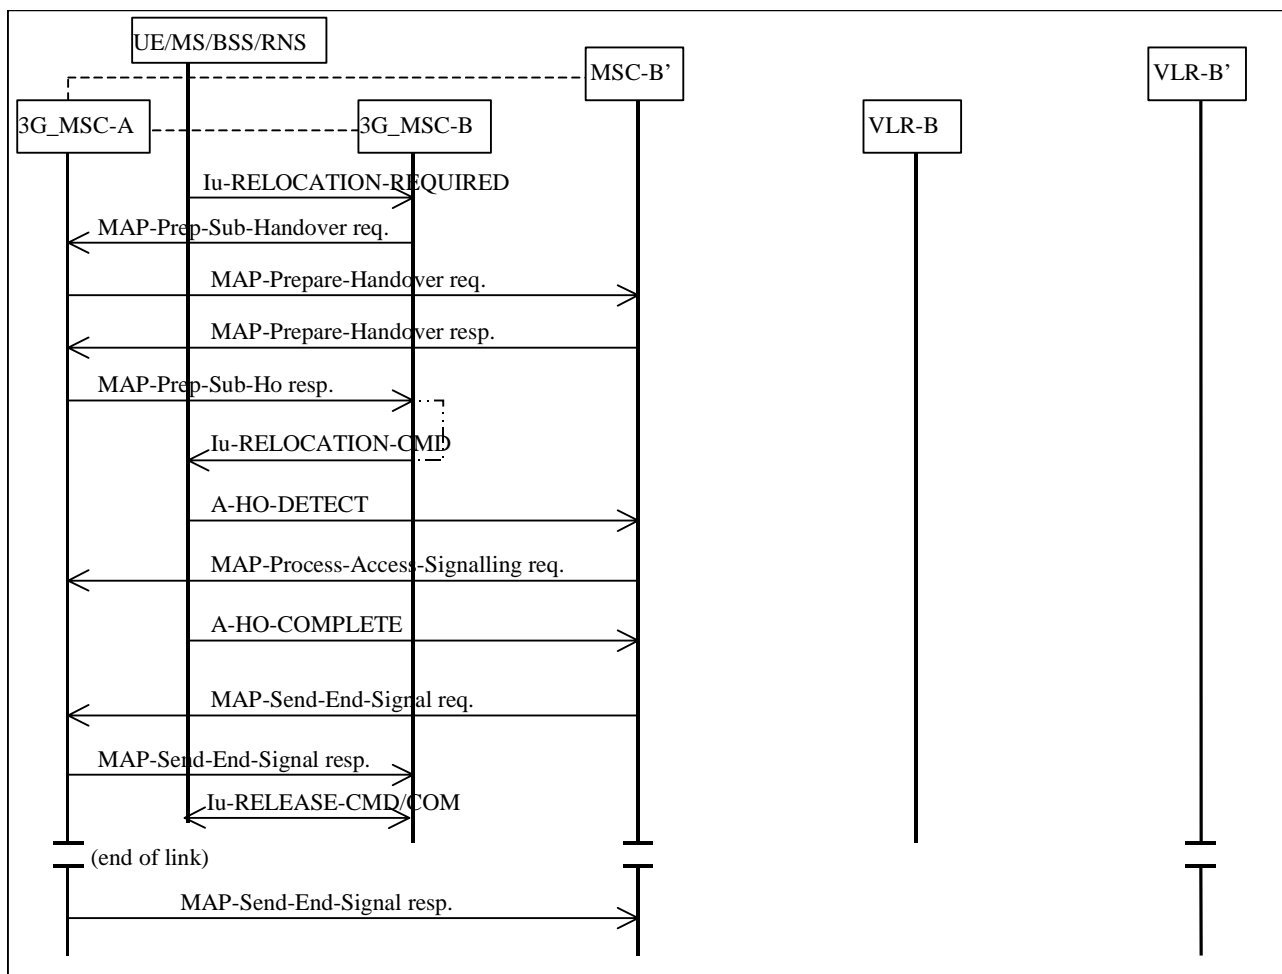 UE/MS/BSS/RNS
MSC-B’
VLR-B’
3G_MSC-A
3G_MSC-B
VLR-B
Iu-RELOCATION-REQUIRED
MAP-Prep-Sub-Handover req.
MAP-Prepare-Handover req.
MAP-Prepare-Handover resp.
MAP-Prep-Sub-Ho resp.
Iu-RELOCATION-CMD
A-HO-DETECT
MAP-Process-Access-Signalling req.
A-HO-COMPLETE
MAP-Send-End-Signal req.
MAP-Send-End-Signal resp.
Iu-RELEASE-CMD/COM
(end of link)
MAP-Send-End-Signal resp.